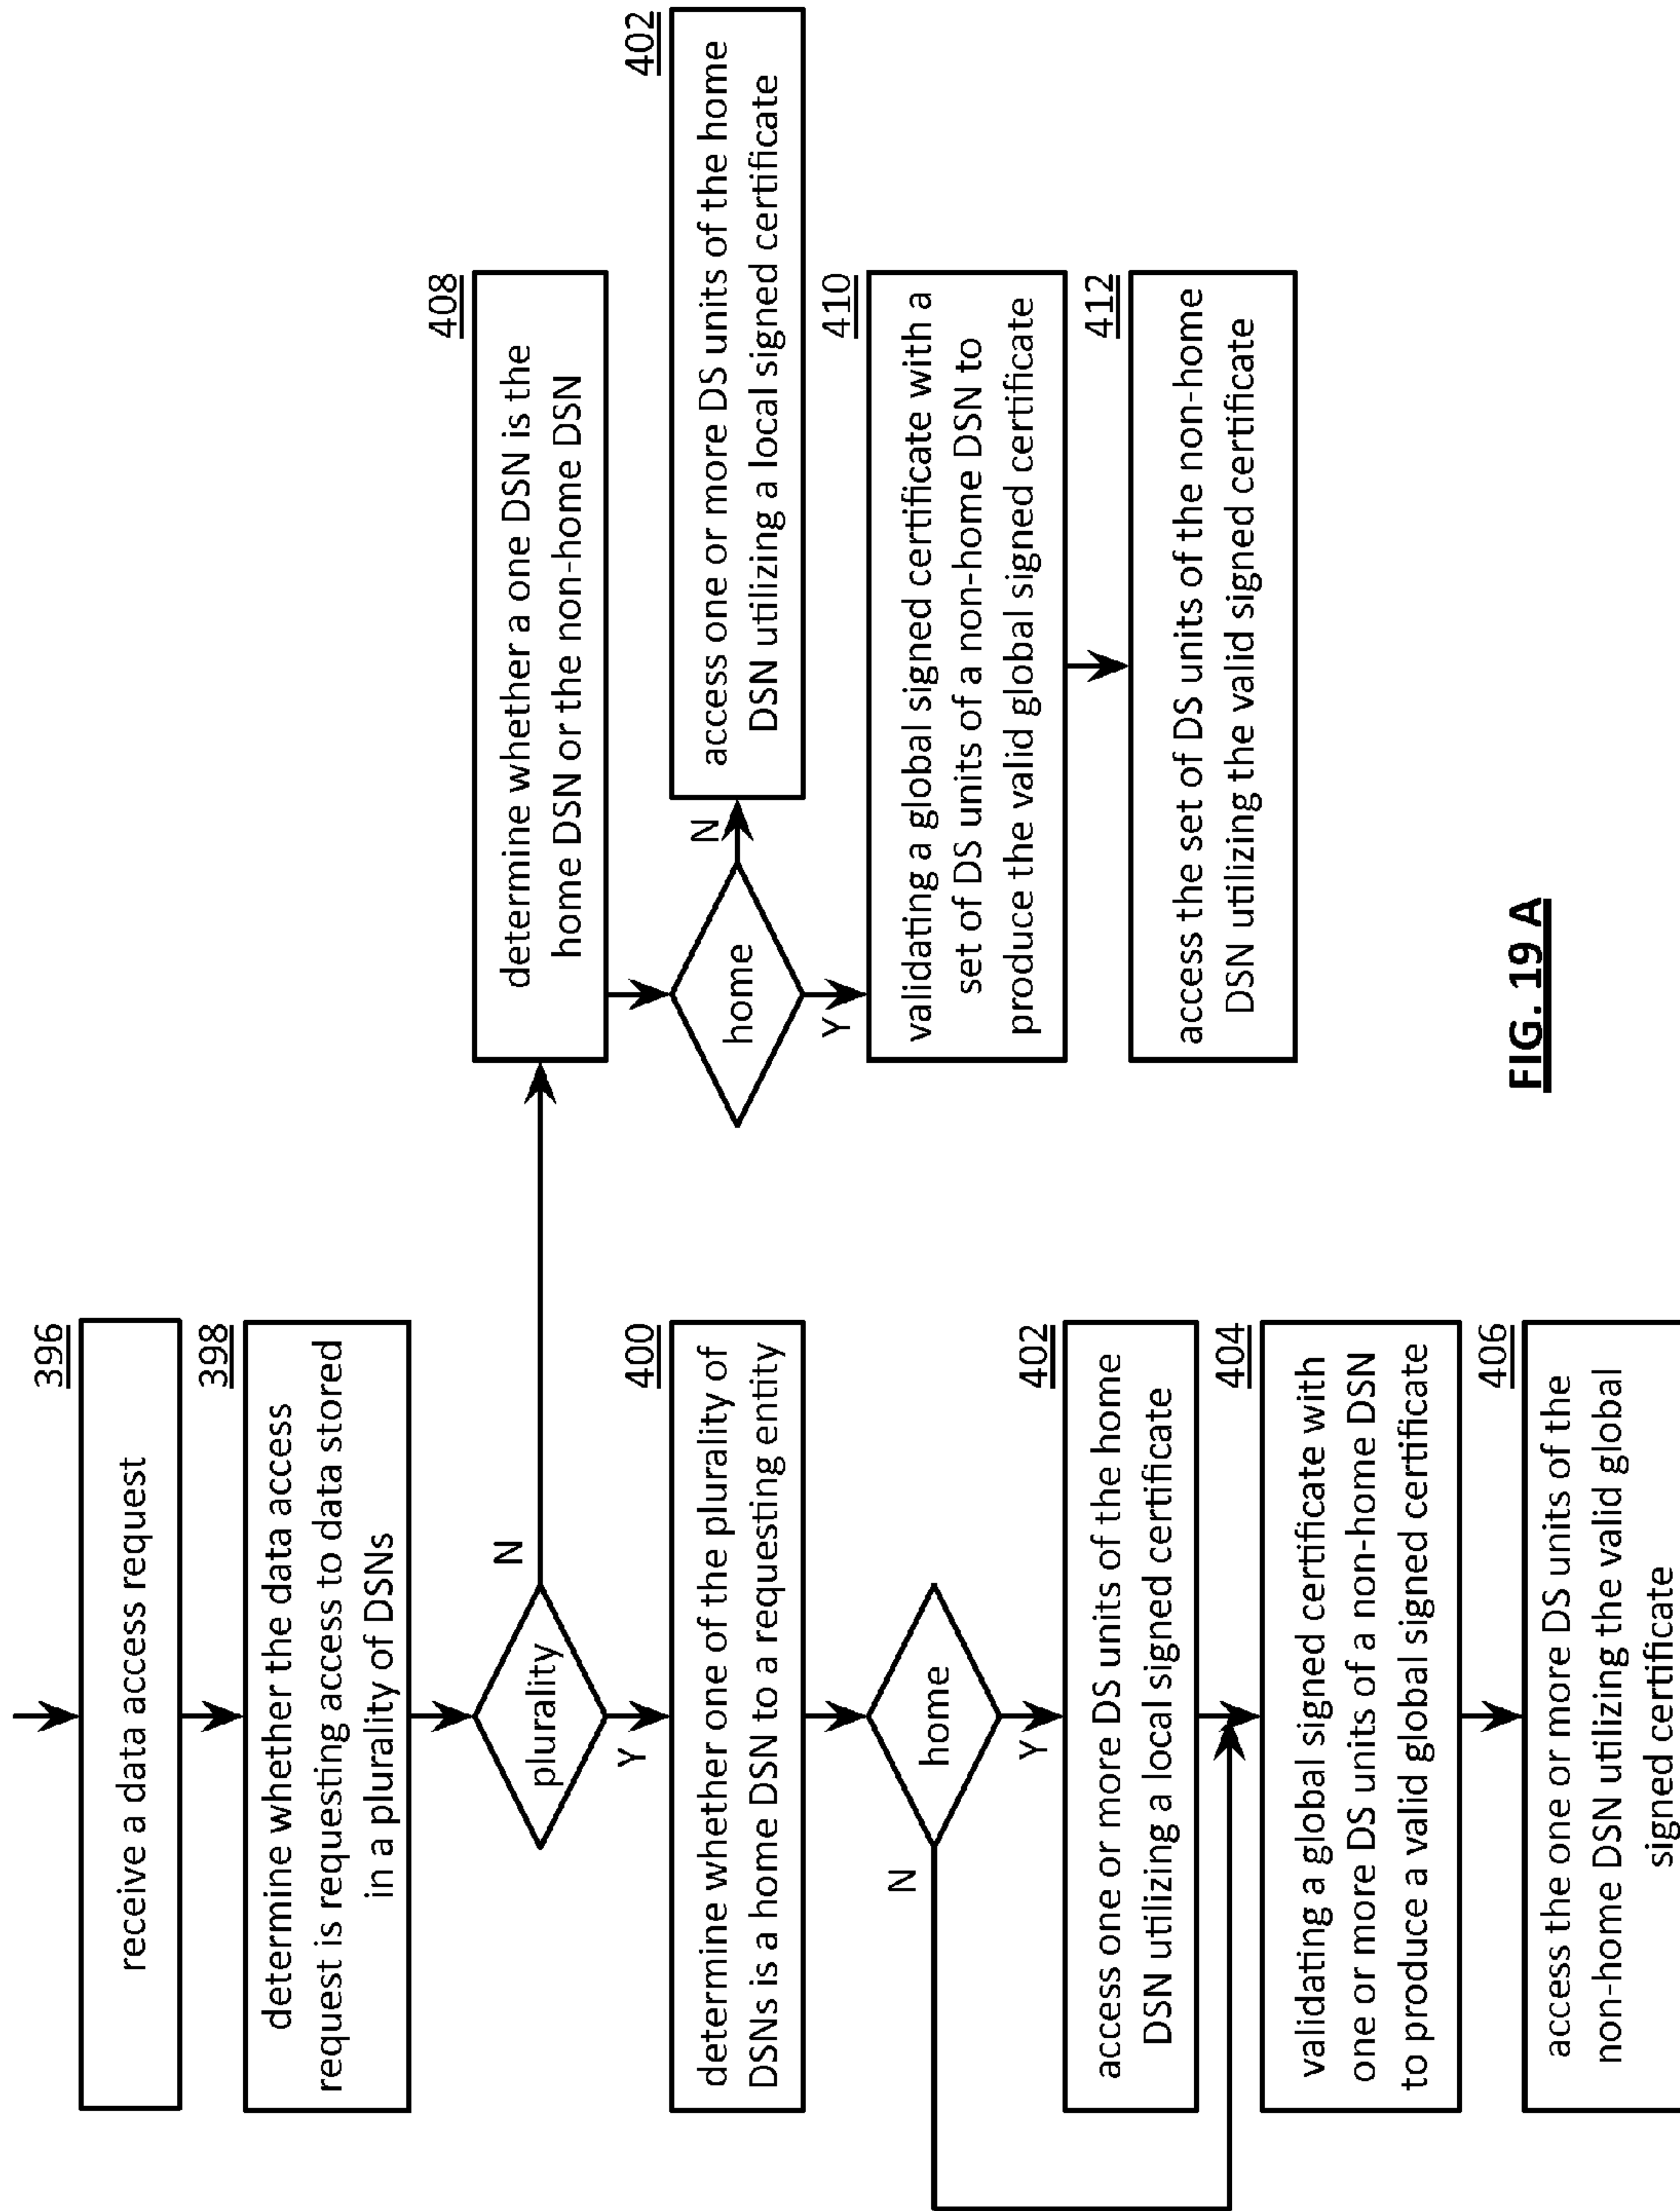 396
receive a data access request
398
determine whether the data access
request is requesting access to data stored
in a plurality of DSNs
plurality
N
Y
400
determine whether one of the plurality of
DSNs is a home DSN to a requesting entity
home
N
Y
402
access one or more DS units of the home
DSN utilizing a local signed certificate
404
validating a global signed certificate with
one or more DS units of a non-home DSN
to produce a valid global signed certificate
406
access the one or more DS units of the
non-home DSN utilizing the valid global
signed certificate
408
determine whether a one DSN is the
home DSN or the non-home DSN
home
N
Y
402
access one or more DS units of the home
DSN utilizing a local signed certificate
410
validating a global signed certificate with a
set of DS units of a non-home DSN to
produce the valid global signed certificate
412
access the set of DS units of the non-home
DSN utilizing the valid signed certificate
FIG. 19 A